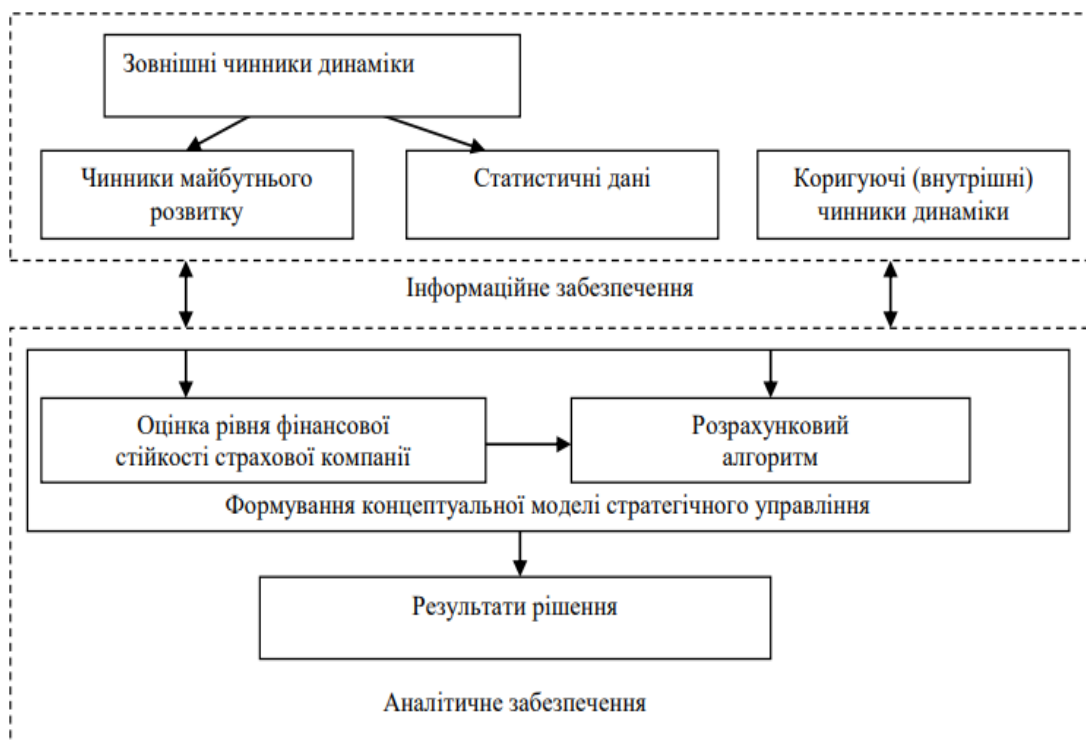 Зовнішні чинники динаміки
Чинники майбутнього
розвитку
Статистичні дані
Коригуючі (внутрішні)
чинники динаміки
Інформаційне забезпечення
Оцінка рівня фінансової
стійкості страхової компанії
Розрахунковий
алгоритм
Формування концептуальної моделі стратегічного управління
Результати рішення
Аналітичне забезпечення